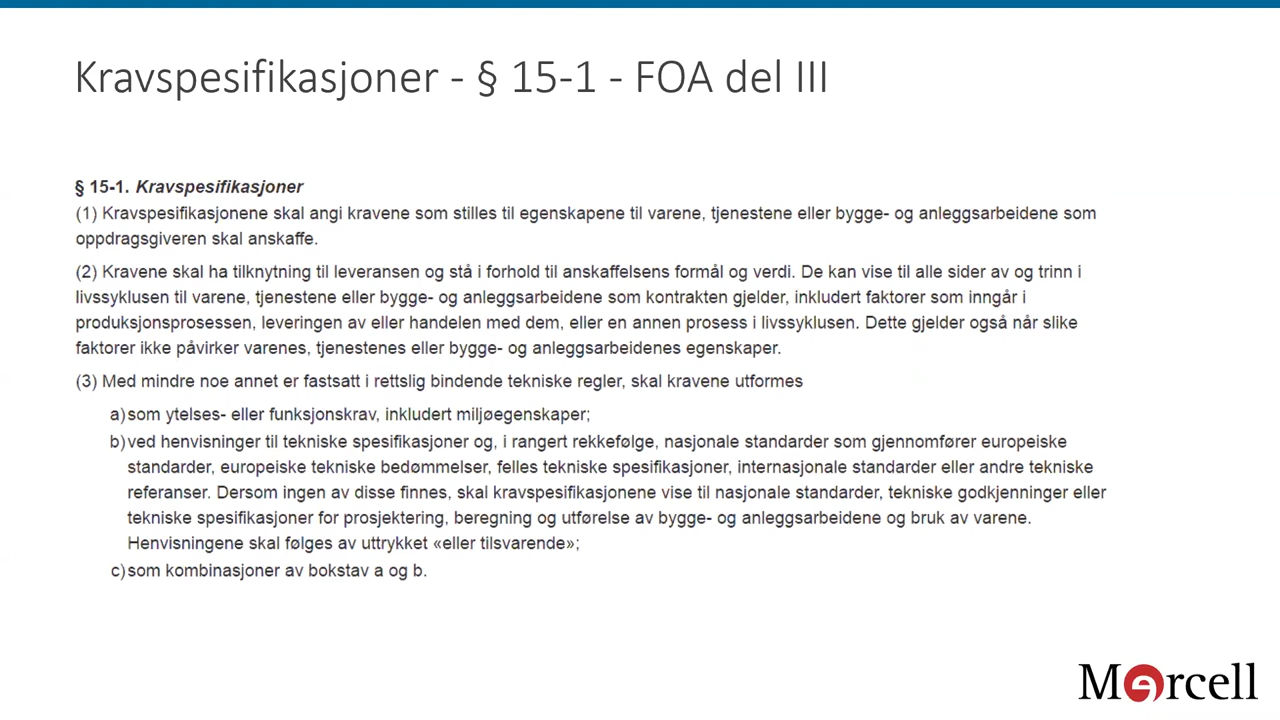 Kravspesifikasjoner - § 15-1 - FOA del III
§ 15-1. Kravspesifikasjoner
(1) Kravspesifikasjonene skal angi kravene som stilles til egenskapene til varene, tjenestene eller bygge- og anleggsarbeidene som
oppdragsgiveren skal anskaffe.
(2) Kravene skal ha tilknytning til leveransen og stå i forhold til anskaffelsens formål og verdi. De kan vise til alle sider av og trinn i
livssyklusen til varene, tjenestene eller bygge- og anleggsarbeidene som kontrakten gjelder, inkludert faktorer som inngår i
produksjonsprosessen, leveringen av eller handelen med dem, eller en annen prosess i livssyklusen. Dette gjelder også når slike
faktorer ikke påvirker varenes, tjenestenes eller bygge- og anleggsarbeidenes egenskaper.
(3) Med mindre noe annet er fastsatt i rettslig bindende tekniske regler, skal kravene utformes
a) som ytelses- eller funksjonskrav, inkludert miljøegenskaper;
b) ved henvisninger til tekniske spesifikasjoner og, i rangert rekkefølge, nasjonale standarder som gjennomfører europeiske
standarder, europeiske tekniske bedømmelser, felles tekniske spesifikasjoner, internasjonale standarder eller andre tekniske
referanser. Dersom ingen av disse finnes, skal kravspesifikasjonene vise til nasjonale standarder, tekniske godkjenninger eller
tekniske spesifikasjoner for prosjektering, beregning og utførelse av bygge- og anleggsarbeidene og bruk av varene.
Henvisningene skal følges av uttrykket «eller tilsvarende»;
c) som kombinasjoner av bokstav a og b.
Mercell